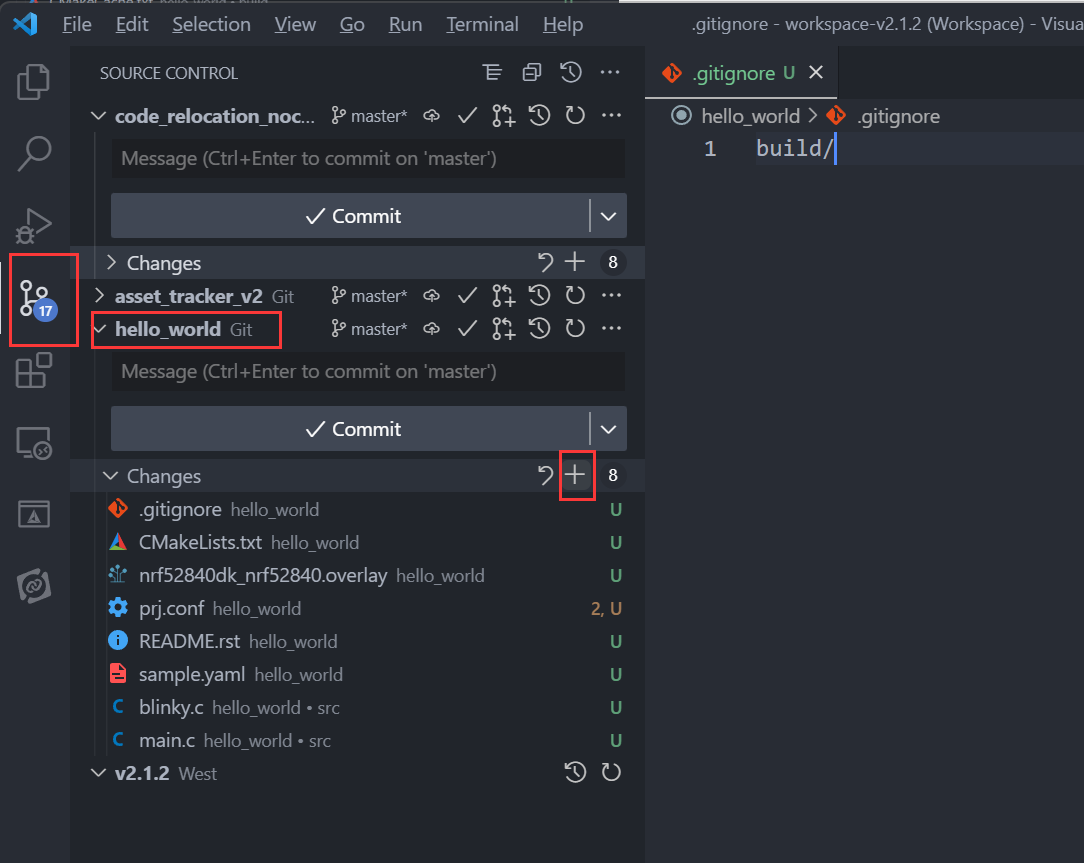 File Edit Selection View Go Run Terminal Help .gitignore - workspace-v2.1.2 (Workspace) - Visua
SOURCE CONTROL
code_relocation_noc... master*
Message (Ctrl+Enter to commit on 'master')
Commit
Changes 8
asset_tracker_v2 Git master*
hello_world Git master*
Message (Ctrl+Enter to commit on 'master')
Commit
Changes 8
.gitignore hello_world U
CMakeLists.txt hello_world U
nrf52840dk_nrf52840.overlay hello_world U
prj.conf hello_world 2, U
README.rst hello_world U
sample.yaml hello_world U
C blinky.c hello_world • src U
C main.c hello_world • src U
v2.1.2 West
17
.gitignore U
hello_world > .gitignore
1 build/